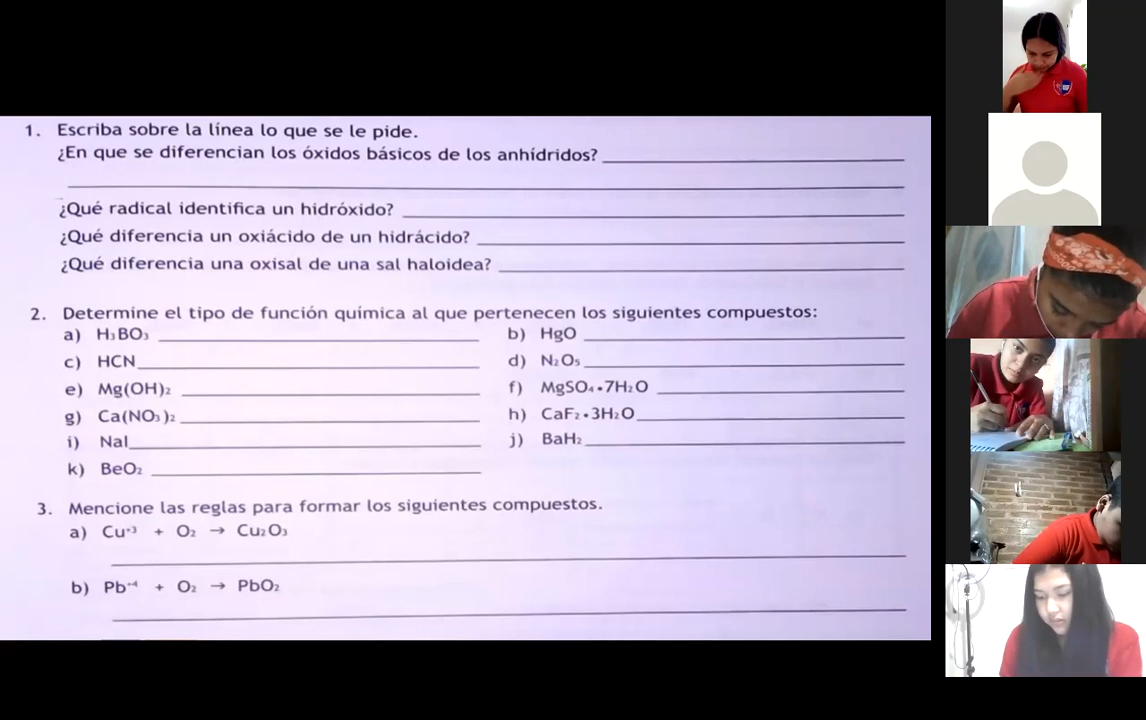 1. Escriba sobre la línea lo que se le pide.
¿En que se diferencian los óxidos básicos de los anhídridos?
¿Qué radical identifica un hidróxido?
¿Qué diferencia un oxiácido de un hidrácido?
¿Qué diferencia una oxisal de una sal haloidea?
2. Determine el tipo de función química al que pertenecen los siguientes compuestos:
a) H₃BO₃ b) HgO
c) HCN d) N₂O₅
e) Mg(OH)₂ f) MgSO₄•7H₂O
g) Ca(NO₃)₂ h) CaF₂•3H₂O
i) NaI j) BaH₂
k) BeO₂
3. Mencione las reglas para formar los siguientes compuestos.
a) Cu⁺³ + O₂ → Cu₂O₃
b) Pb⁺⁴ + O₂ → PbO₂